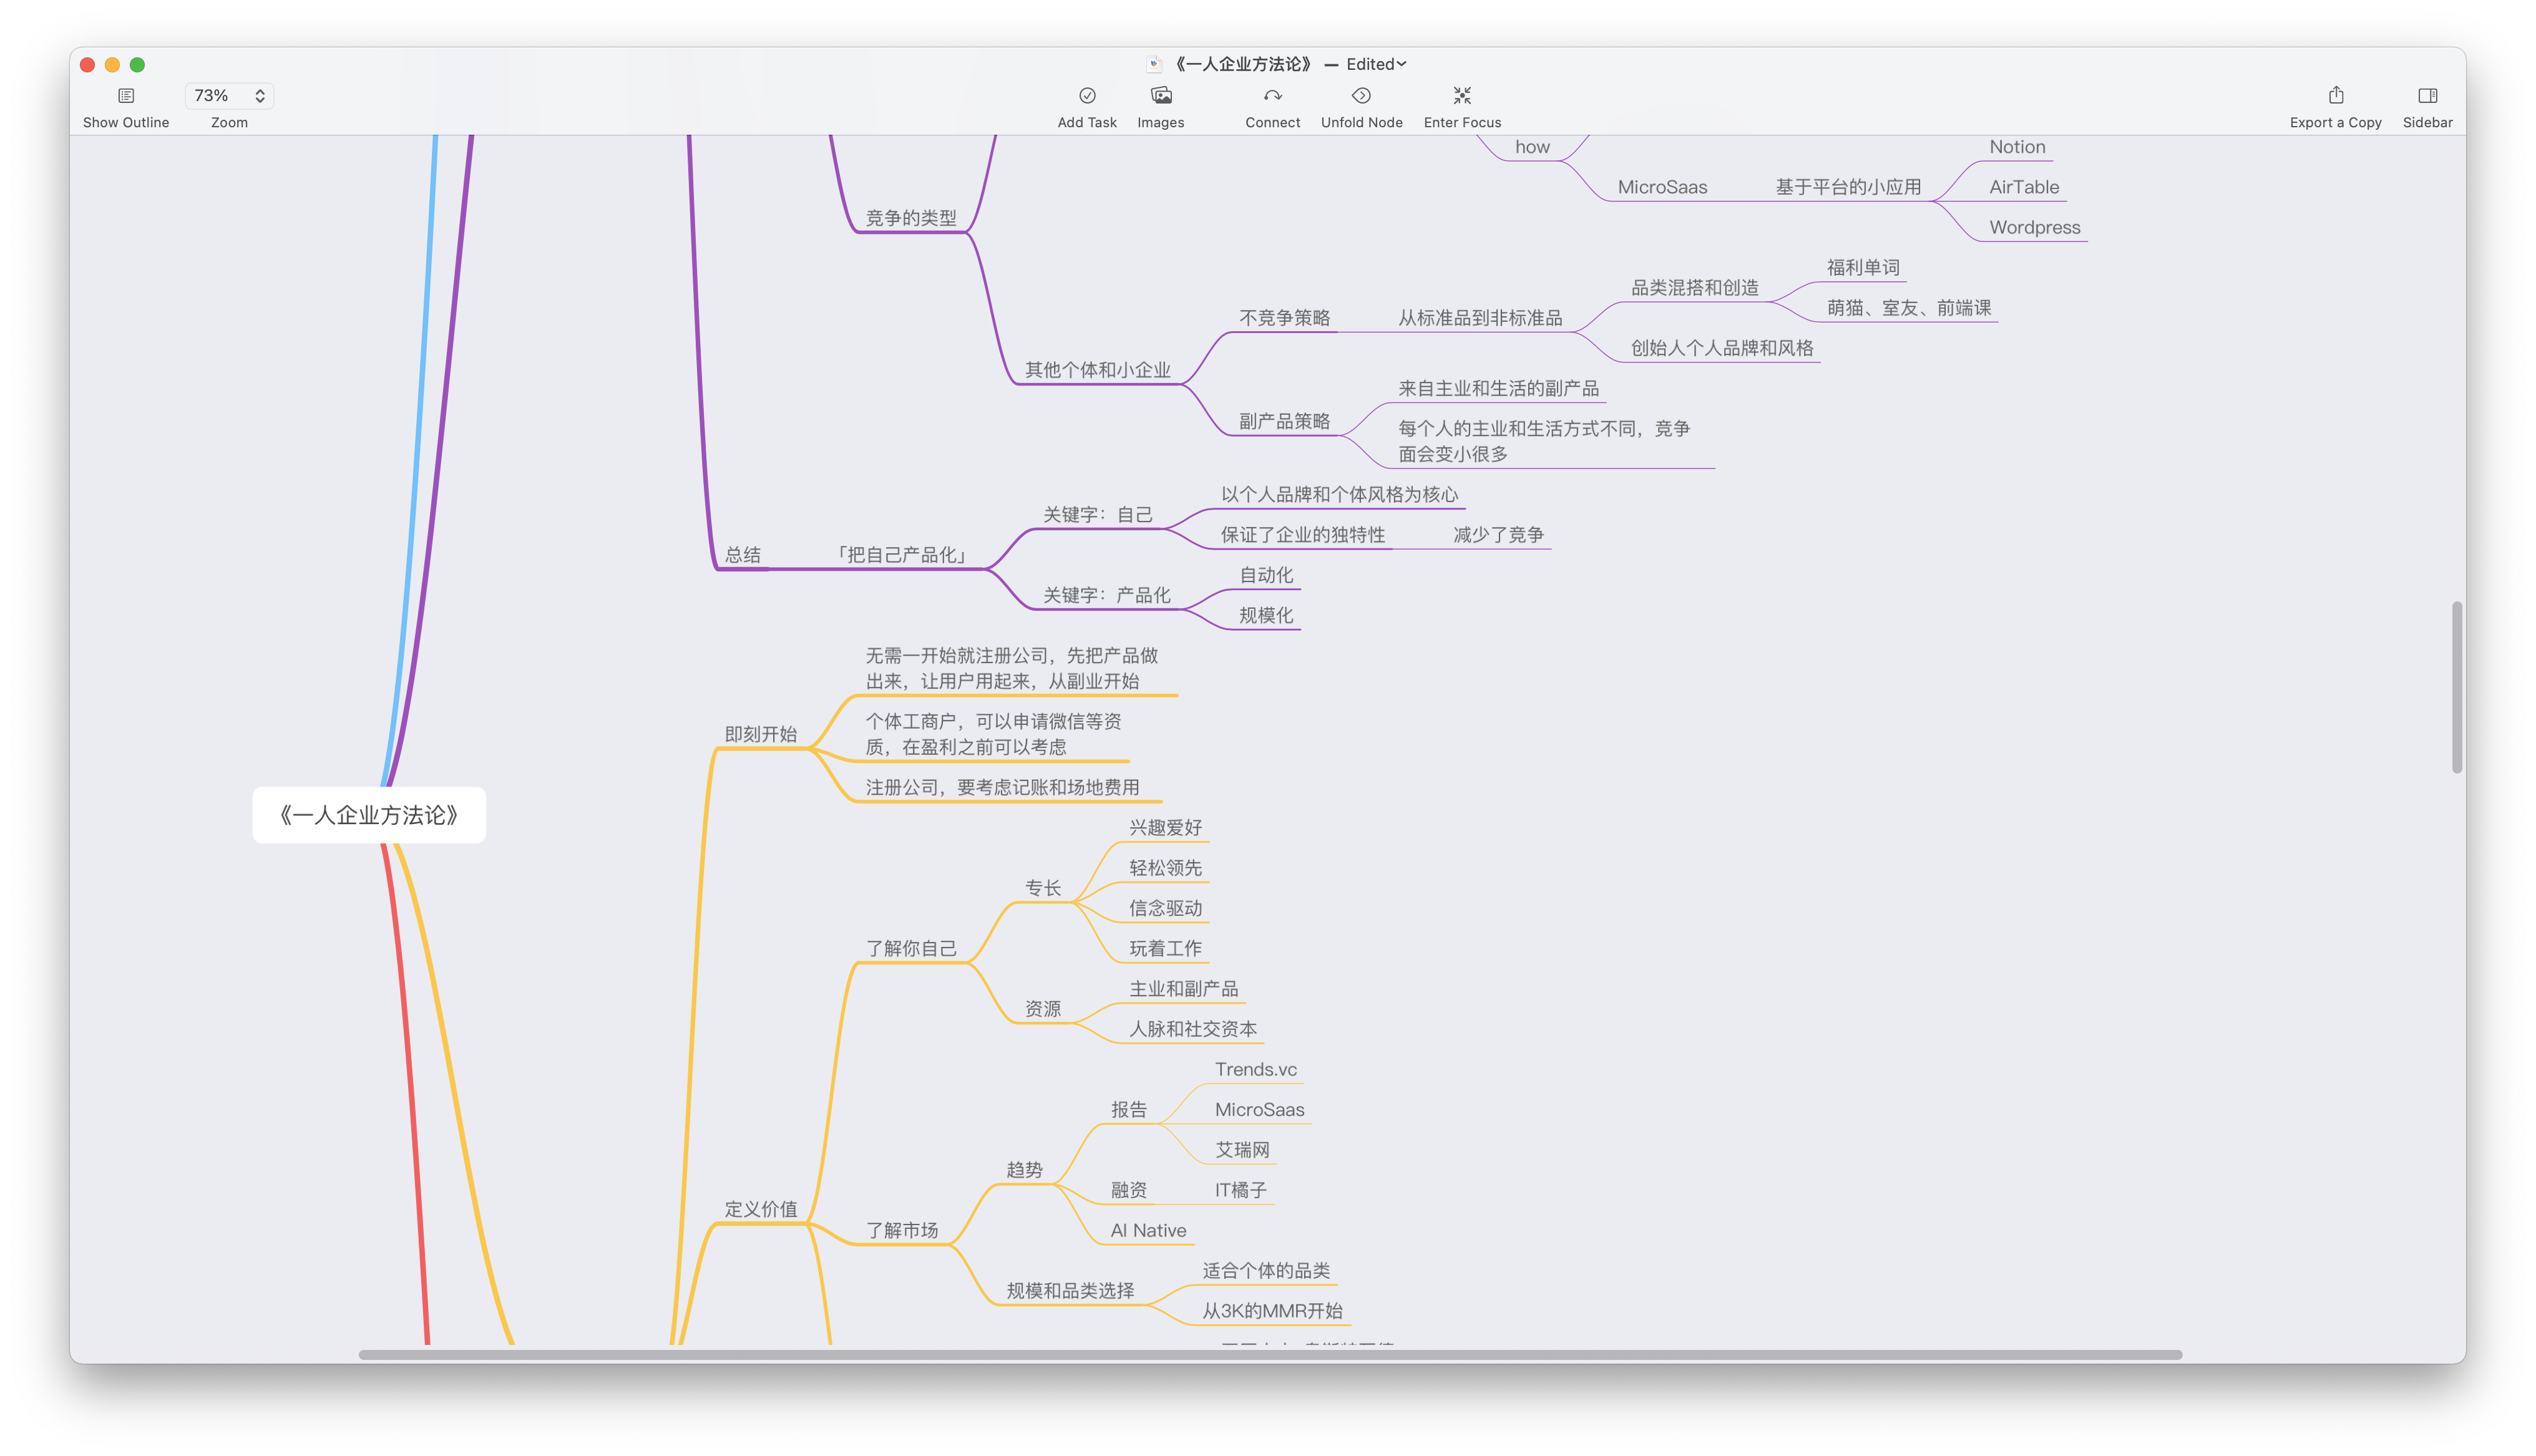 《一人企业方法论》 — Edited
73%
Show Outline
Zoom
Add Task
Images
Connect
Unfold Node
Enter Focus
Export a Copy
Sidebar
how
Notion
MicroSaas
基于平台的小应用
AirTable
Wordpress
竞争的类型
福利单词
品类混搭和创造
萌猫、室友、前端课
不竞争策略
从标准品到非标准品
创始人个人品牌和风格
其他个体和小企业
来自主业和生活的副产品
副产品策略
每个人的主业和生活方式不同，竞争
面会变小很多
以个人品牌和个体风格为核心
关键字：自己
保证了企业的独特性
减少了竞争
总结
「把自己产品化」
自动化
关键字：产品化
规模化
无需一开始就注册公司，先把产品做
出来，让用户用起来，从副业开始
即刻开始
个体工商户，可以申请微信等资
质，在盈利之前可以考虑
注册公司，要考虑记账和场地费用
《一人企业方法论》
兴趣爱好
轻松领先
专长
信念驱动
玩着工作
了解你自己
主业和副产品
资源
人脉和社交资本
Trends.vc
报告
MicroSaas
艾瑞网
趋势
融资
IT橘子
定义价值
了解市场
AI Native
适合个体的品类
规模和品类选择
从3K的MMR开始